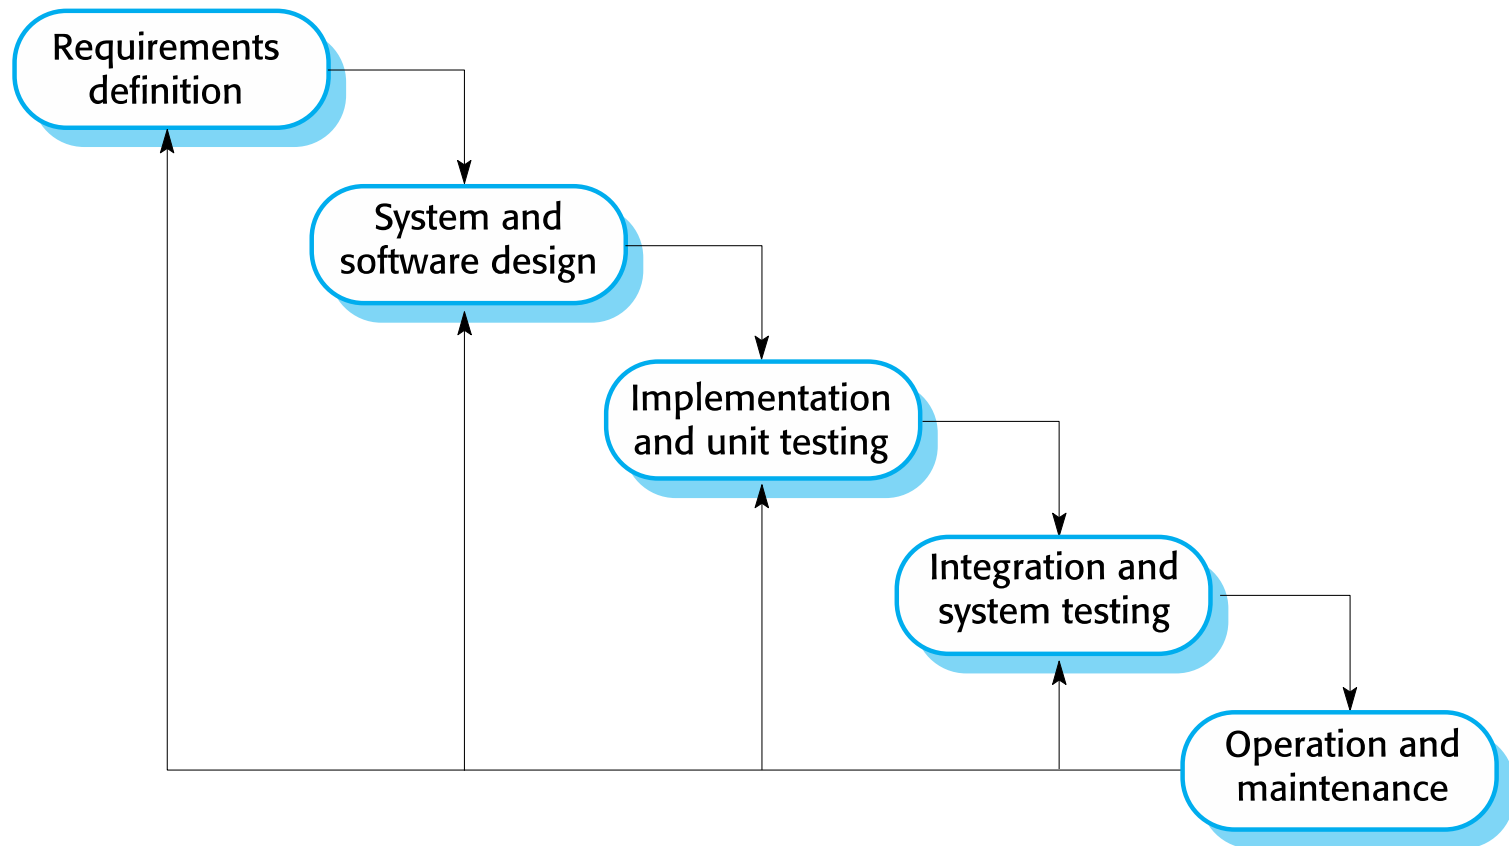 Requirements
definition
System and
software design
Implementation
and unit testing
Integration and
system testing
Operation and
maintenance